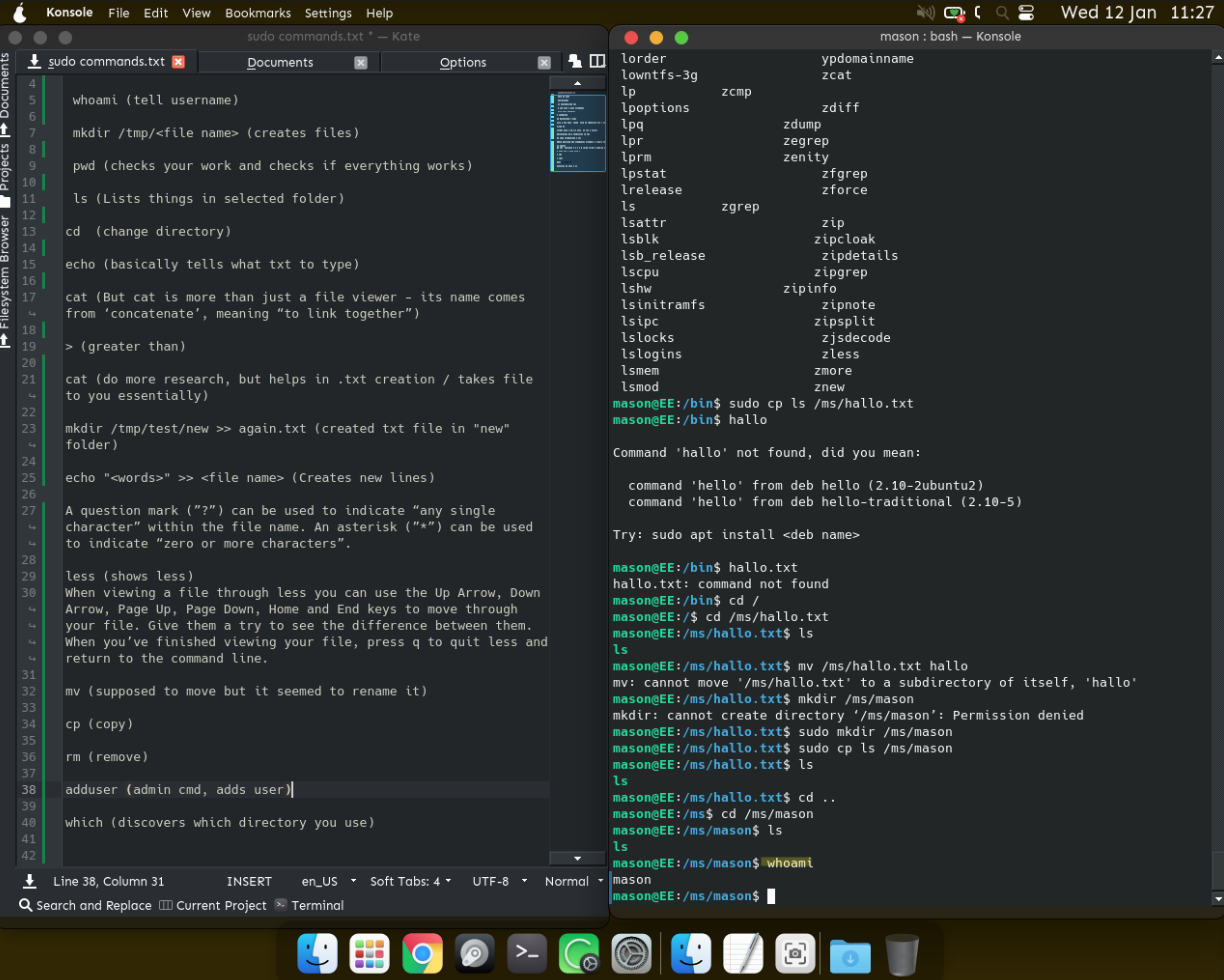 Konsole File Edit View Bookmarks Settings Help
Wed 12 Jan 11:27
sudo commands.txt * — Kate
sudo commands.txt
Documents
Options
Documents
Projects
Filesystem Browser
4
5 whoami (tell username)
6
7 mkdir /tmp/<file name> (creates files)
8
9 pwd (checks your work and checks if everything works)
10
11 ls (Lists things in selected folder)
12
13 cd  (change directory)
14
15 echo (basically tells what txt to type)
16
17 cat (But cat is more than just a file viewer - its name comes
from ‘concatenate’, meaning “to link together”)
18
19 > (greater than)
20
21 cat (do more research, but helps in .txt creation / takes file
to you essentially)
22
23 mkdir /tmp/test/new >> again.txt (created txt file in "new"
folder)
24
25 echo "<words>" >> <file name> (Creates new lines)
26
27 A question mark (”?”) can be used to indicate “any single
character” within the file name. An asterisk (”*”) can be used
to indicate “zero or more characters”.
28
29 less (shows less)
30 When viewing a file through less you can use the Up Arrow, Down
Arrow, Page Up, Page Down, Home and End keys to move through
your file. Give them a try to see the difference between them.
When you’ve finished viewing your file, press q to quit less and
return to the command line.
31
32 mv (supposed to move but it seemed to rename it)
33
34 cp (copy)
35
36 rm (remove)
37
38 adduser (admin cmd, adds user)
39
40 which (discovers which directory you use)
41
42
Line 38, Column 31 INSERT en_US Soft Tabs: 4 UTF-8 Normal
Search and Replace Current Project Terminal
mason : bash — Konsole
lorder ypdomainname
lowntfs-3g zcat
lp zcmp
lpoptions zdiff
lpq zdump
lpr zegrep
lprm zenity
lpstat zfgrep
lrelease zforce
ls zgrep
lsattr zip
lsblk zipcloak
lsb_release zipdetails
lscpu zipgrep
lshw zipinfo
lsinitramfs zipnote
lsipc zipsplit
lslocks zjsdecode
lslogins zless
lsmem zmore
lsmod znew
mason@EE:/bin$ sudo cp ls /ms/hallo.txt
mason@EE:/bin$ hallo
Command 'hallo' not found, did you mean:
command 'hello' from deb hello (2.10-2ubuntu2)
command 'hello' from deb hello-traditional (2.10-5)
Try: sudo apt install <deb name>
mason@EE:/bin$ hallo.txt
hallo.txt: command not found
mason@EE:/bin$ cd /
mason@EE:/$ cd /ms/hallo.txt
mason@EE:/ms/hallo.txt$ ls
ls
mason@EE:/ms/hallo.txt$ mv /ms/hallo.txt hallo
mv: cannot move '/ms/hallo.txt' to a subdirectory of itself, 'hallo'
mason@EE:/ms/hallo.txt$ mkdir /ms/mason
mkdir: cannot create directory ‘/ms/mason’: Permission denied
mason@EE:/ms/hallo.txt$ sudo mkdir /ms/mason
mason@EE:/ms/hallo.txt$ sudo cp ls /ms/mason
mason@EE:/ms/hallo.txt$ ls
ls
mason@EE:/ms/hallo.txt$ cd ..
mason@EE:/ms$ cd /ms/mason
mason@EE:/ms/mason$ ls
ls
mason@EE:/ms/mason$ whoami
mason
mason@EE:/ms/mason$